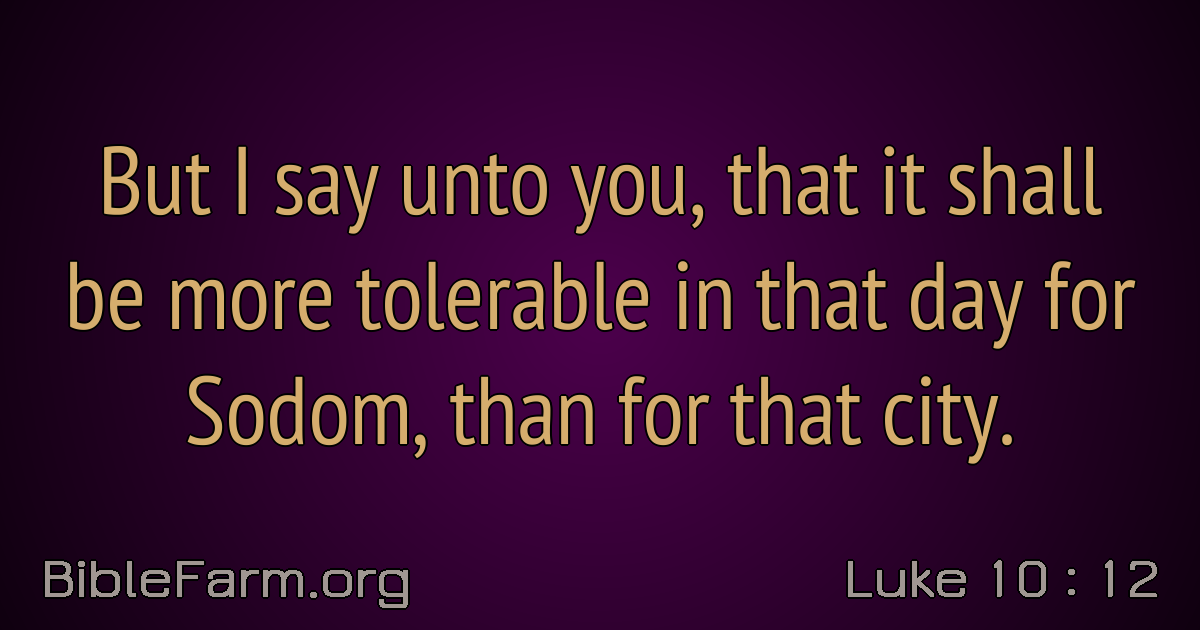 But I say unto you, that it shall
be more tolerable in that day for
Sodom, than for that city.
BibleFarm.org
Luke 10 : 12